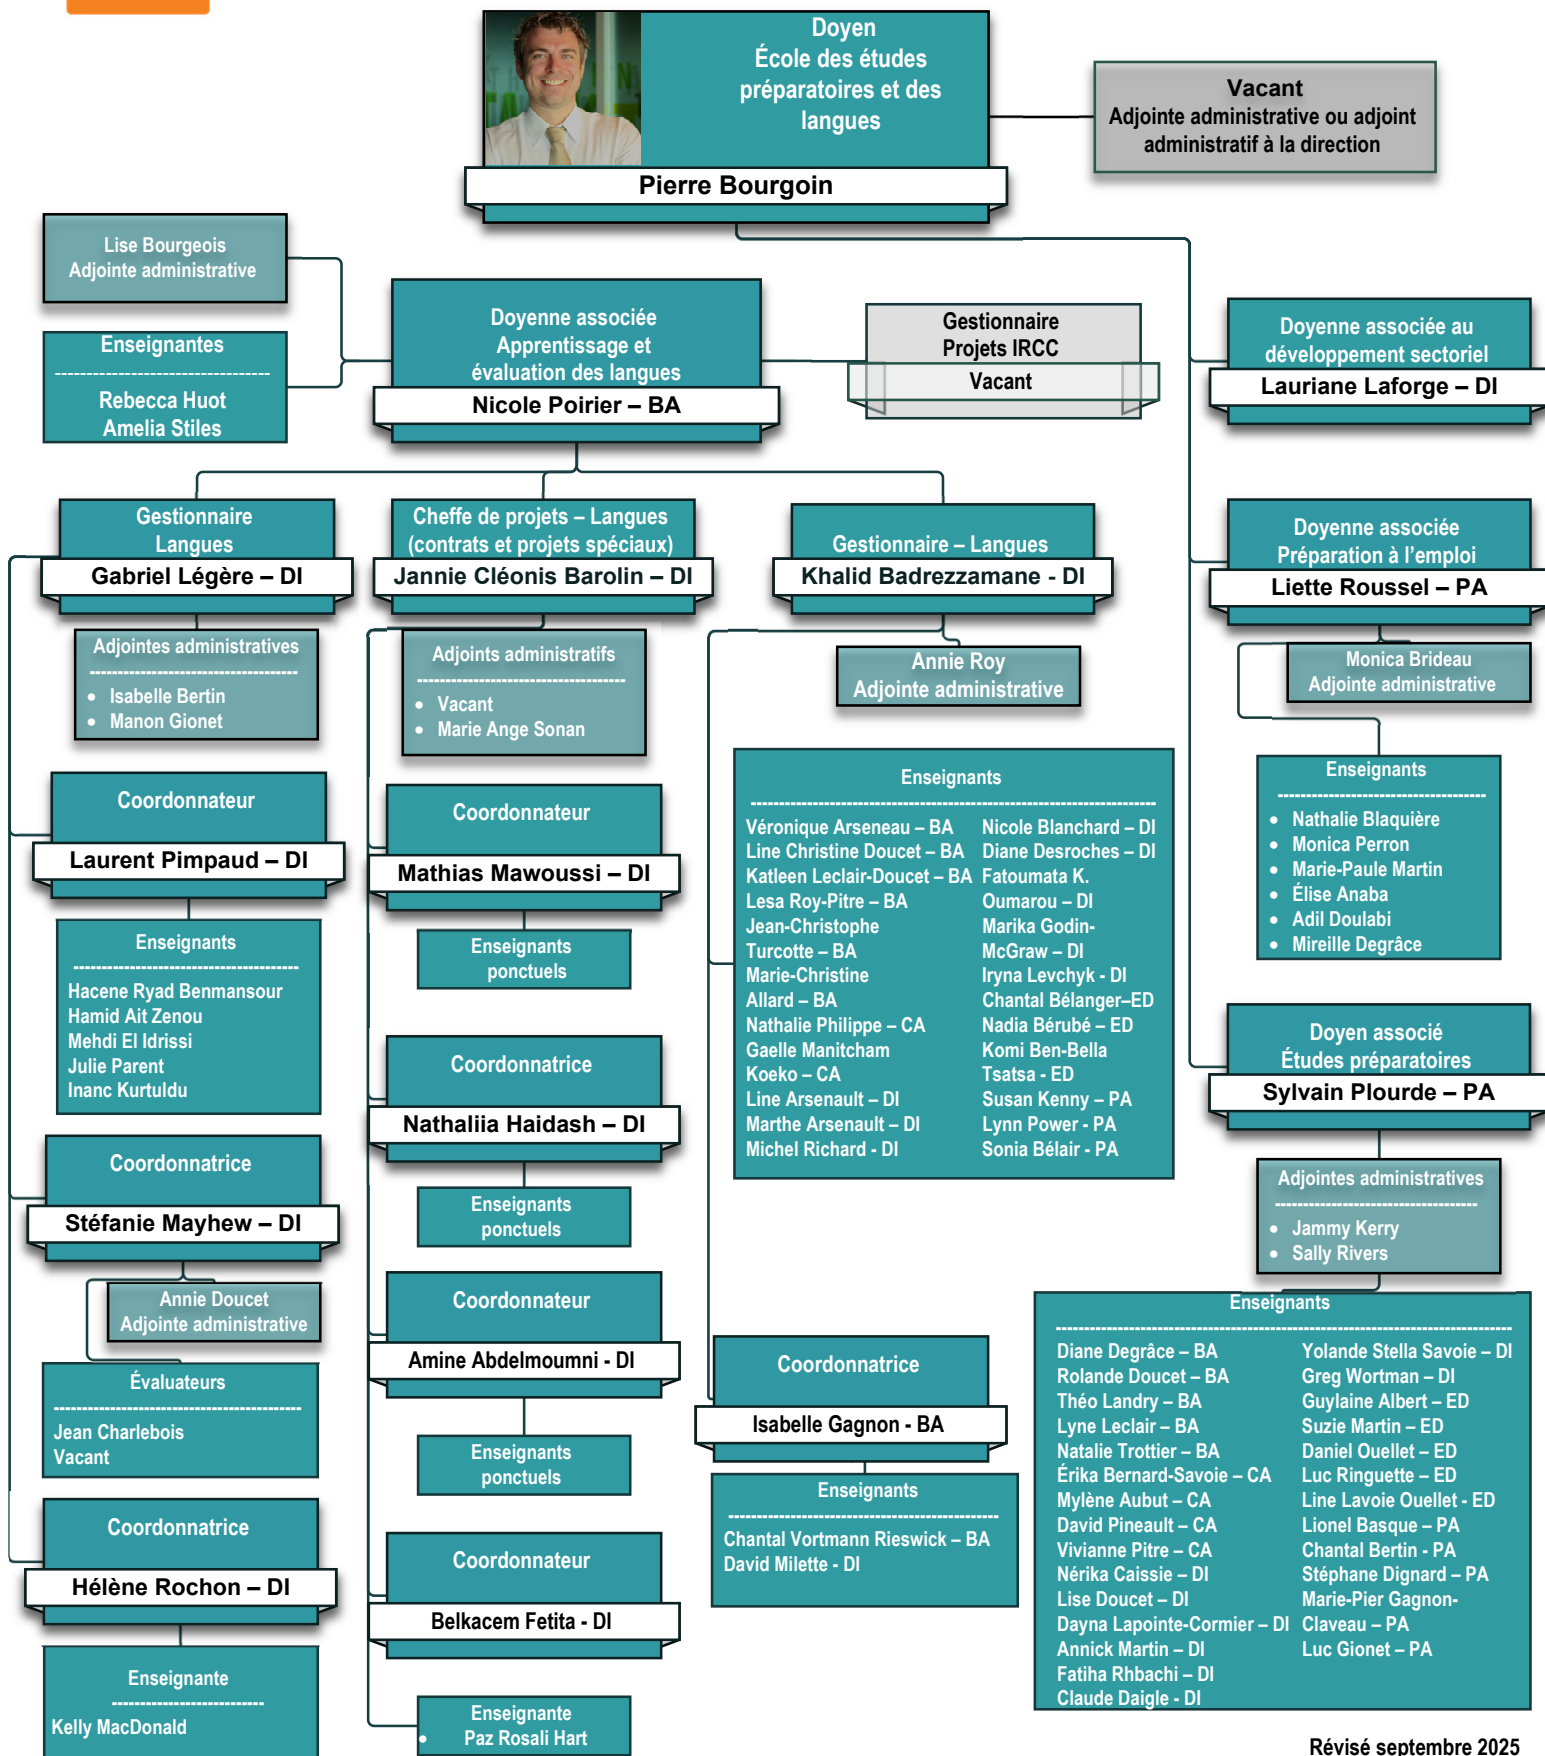 Doyen
École des études
préparatoires et des
langues
Pierre Bourgoin
Vacant
Adjointe administrative ou adjoint
administratif à la direction
Lise Bourgeois
Adjointe administrative
Enseignantes
Rebecca Huot
Amelia Stiles
Doyenne associée
Apprentissage et
évaluation des langues
Nicole Poirier – BA
Gestionnaire
Projets IRCC
Vacant
Doyenne associée au
développement sectoriel
Lauriane Laforge – DI
Gestionnaire
Langues
Gabriel Légère – DI
Cheffe de projets – Langues
(contrats et projets spéciaux)
Jannie Cléonis Barolin – DI
Gestionnaire – Langues
Khalid Badrezzamane - DI
Doyenne associée
Préparation à l'emploi
Liette Roussel – PA
Adjointes administratives
• Isabelle Bertin
• Manon Gionet
Adjoints administratifs
• Vacant
• Marie Ange Sonan
Annie Roy
Adjointe administrative
Monica Brideau
Adjointe administrative
Coordonnateur
Laurent Pimpaud – DI
Enseignants
Hacene Ryad Benmansour
Hamid Ait Zenou
Mehdi El Idrissi
Julie Parent
Inanc Kurtuldu
Coordonnatrice
Stéfanie Mayhew – DI
Annie Doucet
Adjointe administrative
Évaluateurs
Jean Charlebois
Vacant
Coordonnatrice
Hélène Rochon – DI
Enseignante
Kelly MacDonald
Coordonnateur
Mathias Mawoussi – DI
Enseignants
ponctuels
Coordonnatrice
Nathaliia Haidash – DI
Enseignants
ponctuels
Coordonnateur
Amine Abdelmoumni - DI
Enseignants
ponctuels
Coordonnateur
Belkacem Fetita - DI
Enseignante
• Paz Rosali Hart
Enseignants
Véronique Arseneau – BA
Line Christine Doucet – BA
Katleen Leclair-Doucet – BA
Lesa Roy-Pitre – BA
Jean-Christophe
Turcotte – BA
Marie-Christine
Allard – BA
Nathalie Philippe – CA
Gaelle Manitcham
Koeko – CA
Line Arsenault – DI
Marthe Arsenault – DI
Michel Richard - DI
Nicole Blanchard – DI
Diane Desroches – DI
Fatoumata K.
Oumarou – DI
Marika Godin-
McGraw – DI
Iryna Levchyk - DI
Chantal Bélanger–ED
Nadia Bérubé – ED
Komi Ben-Bella
Tsatsa - ED
Susan Kenny – PA
Lynn Power - PA
Sonia Bélair - PA
Coordonnatrice
Isabelle Gagnon - BA
Enseignants
Chantal Vortmann Rieswick – BA
David Milette - DI
Enseignants
• Nathalie Blaquière
• Monica Perron
• Marie-Paule Martin
• Élise Anaba
• Adil Doulabi
• Mireille Degrâce
Doyen associé
Études préparatoires
Sylvain Plourde – PA
Adjointes administratives
• Jammy Kerry
• Sally Rivers
Enseignants
Diane Degrâce – BA
Rolande Doucet – BA
Théo Landry – BA
Lyne Leclair – BA
Natalie Trottier – BA
Érika Bernard-Savoie – CA
Mylène Aubut – CA
David Pineault – CA
Vivianne Pitre – CA
Nérika Caissie – DI
Lise Doucet – DI
Dayna Lapointe-Cormier – DI
Annick Martin – DI
Fatiha Rhbachi – DI
Claude Daigle - DI
Yolande Stella Savoie – DI
Greg Wortman – DI
Guylaine Albert – ED
Suzie Martin – ED
Daniel Ouellet – ED
Luc Ringuette – ED
Line Lavoie Ouellet - ED
Lionel Basque – PA
Chantal Bertin - PA
Stéphane Dignard – PA
Marie-Pier Gagnon-
Claveau – PA
Luc Gionet – PA
Révisé septembre 2025